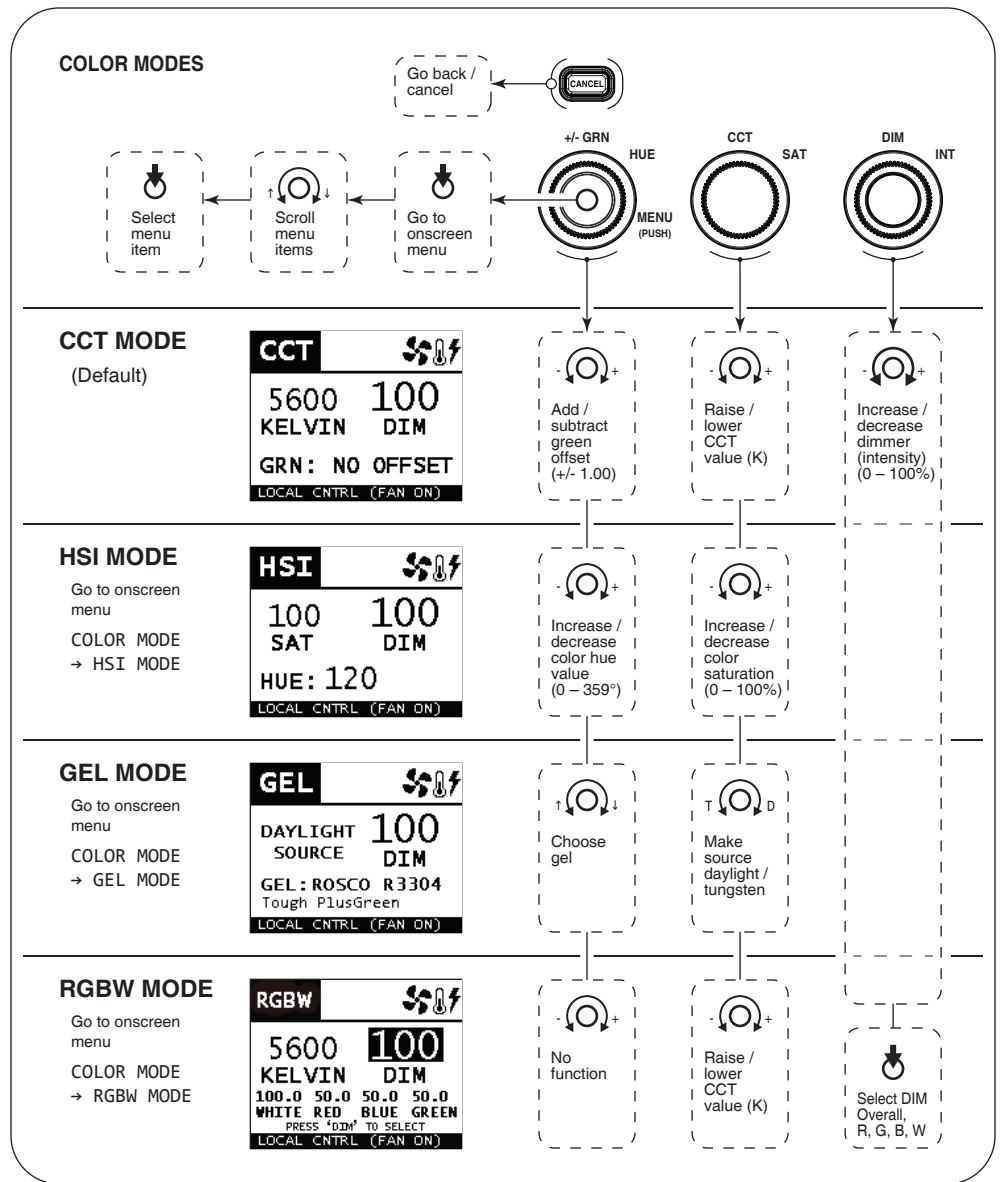 COLOR MODES
Go back /
cancel
CANCEL
+/- GRN
HUE
MENU
(PUSH)
CCT
SAT
DIM
INT
Select
menu
item
↑ ↓
Scroll
menu
items
Go to
onscreen
menu
CCT MODE
(Default)
CCT
5600 100
KELVIN DIM
GRN: NO OFFSET
LOCAL CNTRL (FAN ON)
- +
Add /
subtract
green
offset
(+/- 1.00)
- +
Raise /
lower
CCT
value (K)
- +
Increase /
decrease
dimmer
(intensity)
(0 – 100%)
HSI MODE
Go to onscreen
menu
COLOR MODE
→ HSI MODE
HSI
100 100
SAT DIM
HUE: 120
LOCAL CNTRL (FAN ON)
- +
Increase /
decrease
color hue
value
(0 – 359°)
- +
Increase /
decrease
color
saturation
(0 – 100%)
GEL MODE
Go to onscreen
menu
COLOR MODE
→ GEL MODE
GEL
DAYLIGHT 100
SOURCE DIM
GEL: ROSCO R3304
Tough PlusGreen
LOCAL CNTRL (FAN ON)
↑ ↓
Choose
gel
T D
Make
source
daylight /
tungsten
RGBW MODE
Go to onscreen
menu
COLOR MODE
→ RGBW MODE
RGBW
5600 100
KELVIN DIM
100.0 50.0 50.0 50.0
WHITE RED BLUE GREEN
PRESS 'DIM' TO SELECT
LOCAL CNTRL (FAN ON)
- +
No
function
- +
Raise /
lower
CCT
value (K)
Select DIM
Overall,
R, G, B, W